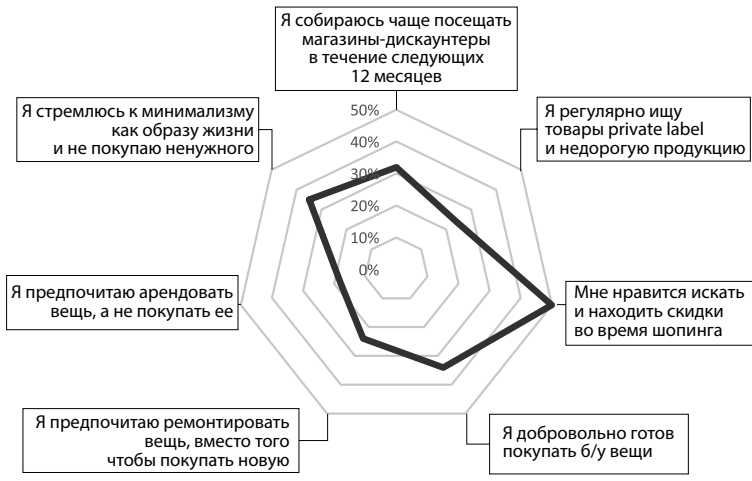 Я собираюсь чаще посещать
магазины-дискаунтеры
в течение следующих
12 месяцев
Я стремлюсь к минимализму
как образу жизни
и не покупаю ненужного
50%
40%
30%
20%
10%
0%
Я регулярно ищу
товары private label
и недорогую продукцию
Я предпочитаю арендовать
вещь, а не покупать ее
Мне нравится искать
и находить скидки
во время шопинга
Я предпочитаю ремонтировать
вещь, вместо того
чтобы покупать новую
Я добровольно готов
покупать б/у вещи